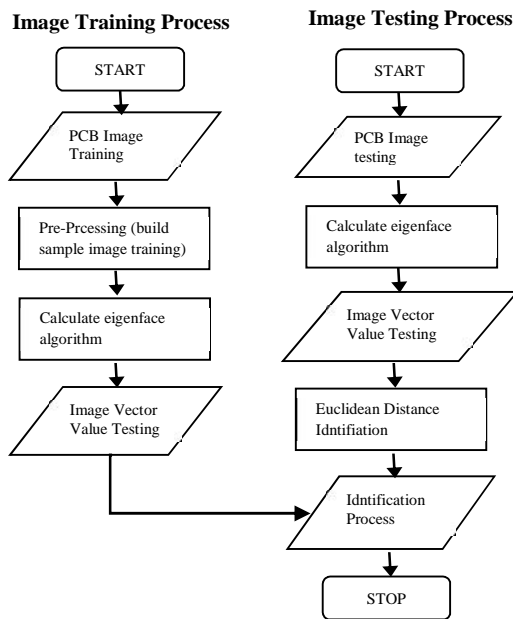 Image Training Process
START
PCB Image
Training
Pre-Prcessing (build
sample image training)
Calculate eigenface
algorithm
Image Vector
Value Testing
Image Testing Process
START
PCB Image
testing
Calculate eigenface
algorithm
Image Vector
Value Testing
Euclidean Distance
Idntifiation
Idntification
Process
STOP